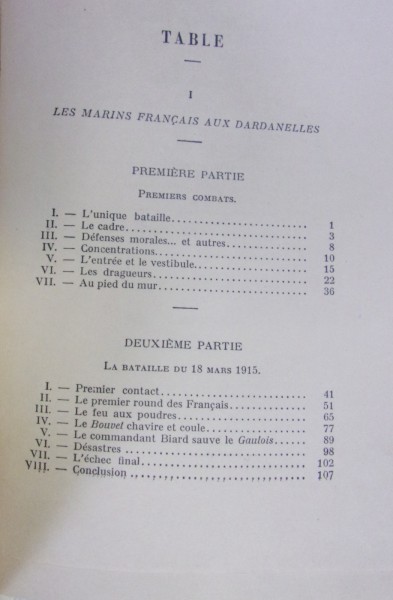 TABLE
I
LES MARINS FRANÇAIS AUX DARDANELLES
PREMIÈRE PARTIE
PREMIERS COMBATS.
I. — L'unique bataille............................ 1
II. — Le cadre.................................... 3
III. — Défenses morales... et autres............... 8
IV. — Concentrations.............................. 10
V. — L'entrée et le vestibule.................... 15
VI. — Les dragueurs............................... 22
VII. — Au pied du mur.............................. 36
DEUXIÈME PARTIE
LA BATAILLE DU 18 MARS 1915.
I. — Premier contact............................. 41
II. — Le premier round des Français............... 51
III. — Le feu aux poudres.......................... 65
IV. — Le Bouvet chavire et coule.................. 77
V. — Le commandant Biard sauve le Gaulois...... 89
VI. — Désastres................................... 98
VII. — L'échec final............................... 102
VIII. — Conclusion.................................. 107